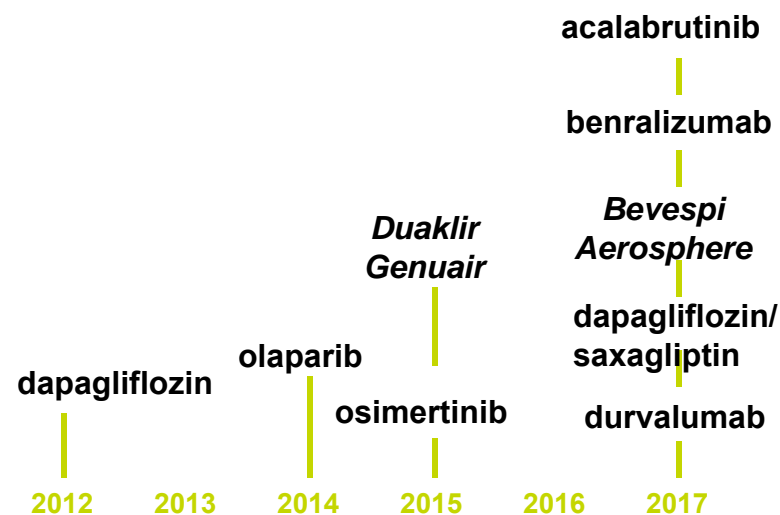 acalabrutinib
benralizumab
Bevespi
Aerosphere
Duaklir
Genuair
dapagliflozin/
saxagliptin
olaparib
dapagliflozin
osimertinib
durvalumab
2012 2013 2014 2015 2016 2017